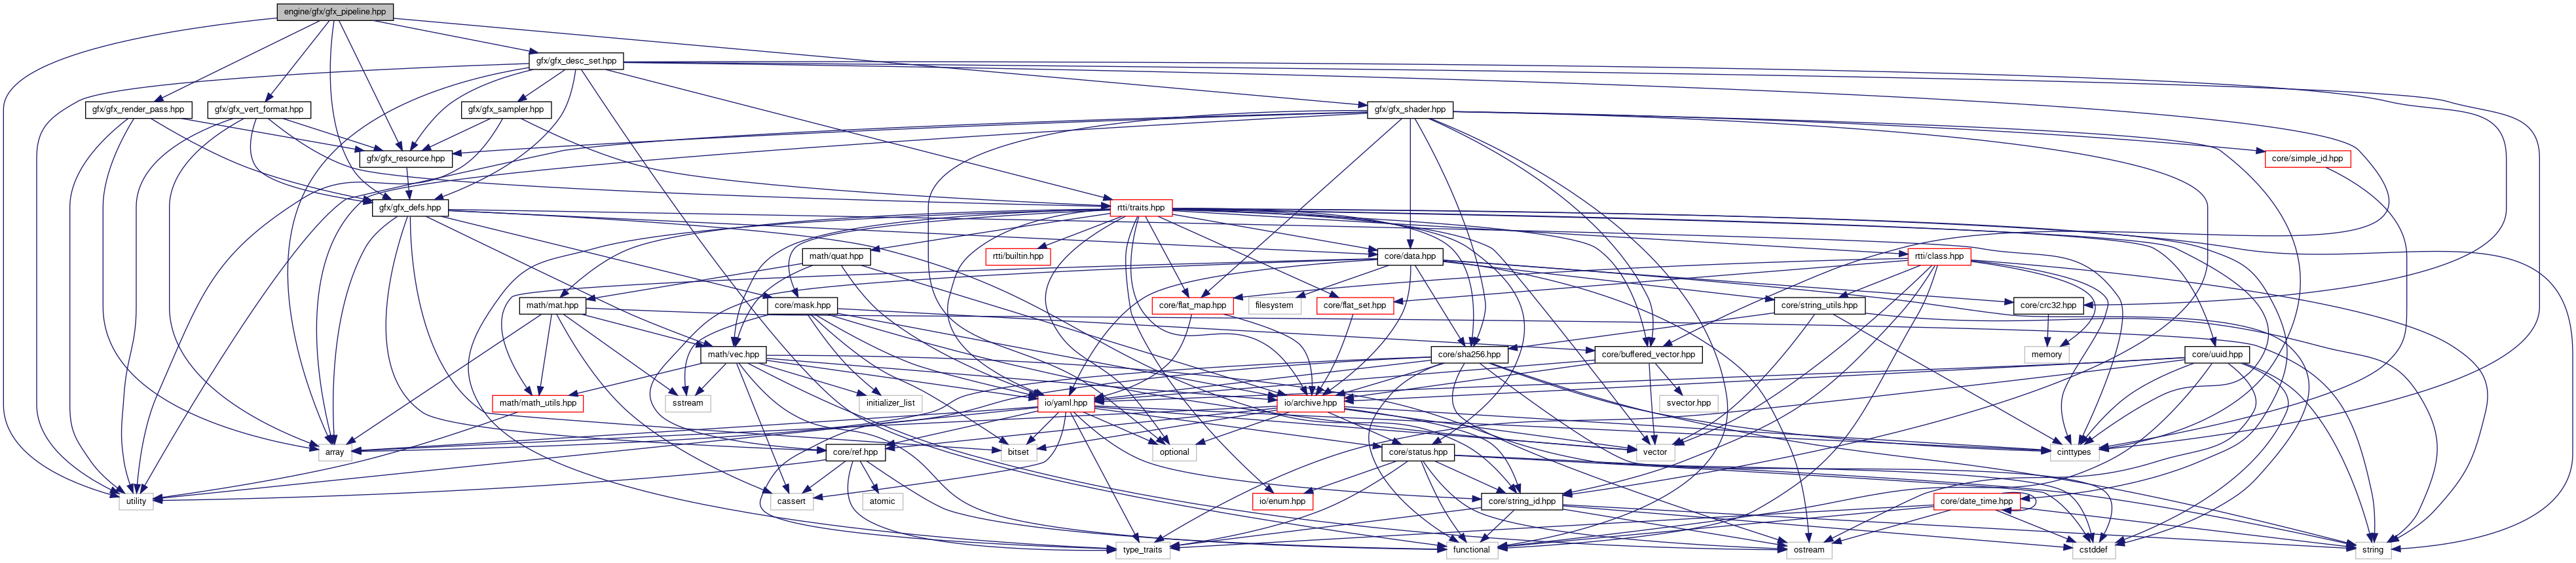 engine/gfx/gfx_pipeline.hpp
gfx/gfx_desc_set.hpp
gfx/gfx_render_pass.hpp
gfx/gfx_vert_format.hpp
gfx/gfx_sampler.hpp
gfx/gfx_shader.hpp
gfx/gfx_resource.hpp
core/simple_id.hpp
gfx/gfx_defs.hpp
rtti/traits.hpp
math/quat.hpp
rtti/builtin.hpp
core/data.hpp
rtti/class.hpp
math/mat.hpp
core/mask.hpp
core/flat_map.hpp
filesystem
core/flat_set.hpp
core/string_utils.hpp
core/crc32.hpp
math/vec.hpp
core/sha256.hpp
core/buffered_vector.hpp
memory
core/uuid.hpp
math/math_utils.hpp
sstream
initializer_list
io/yaml.hpp
io/archive.hpp
svector.hpp
array
core/ref.hpp
bitset
optional
core/status.hpp
vector
cinttypes
utility
cassert
atomic
io/enum.hpp
core/string_id.hpp
core/date_time.hpp
type_traits
functional
ostream
cstddef
string